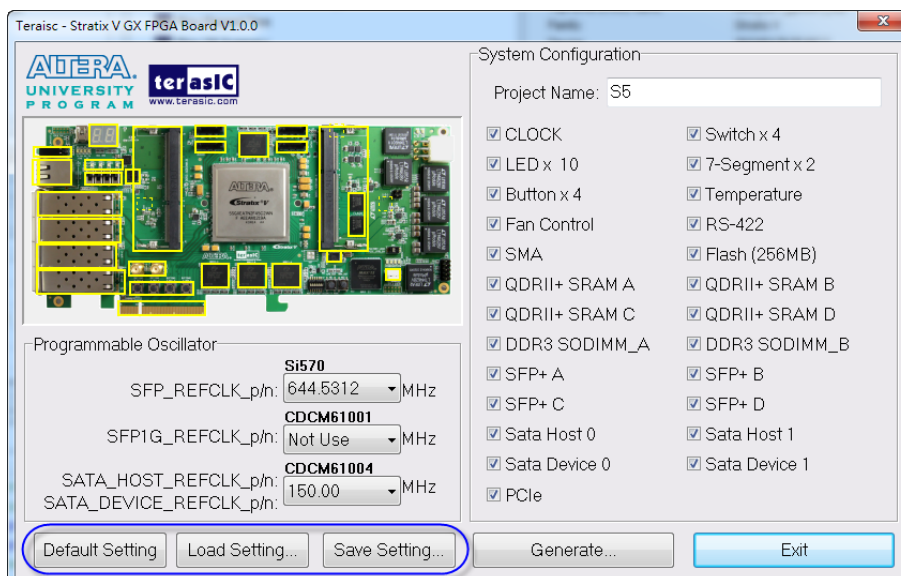 Teraisc - Stratix V GX FPGA Board V1.0.0
ALTERA.
UNIVERSITY
PROGRAM
terasIC
www.terasic.com
System Configuration
Project Name: S5
CLOCK
Switch x 4
LED x 10
7-Segment x 2
Button x 4
Temperature
Fan Control
RS-422
SMA
Flash (256MB)
QDRII+ SRAM A
QDRII+ SRAM B
QDRII+ SRAM C
QDRII+ SRAM D
DDR3 SODIMM_A
DDR3 SODIMM_B
SFP+ A
SFP+ B
SFP+ C
SFP+ D
Sata Host 0
Sata Host 1
Sata Device 0
Sata Device 1
PCIe
ALTERA.
Stratix V
Programmable Oscillator
Si570
SFP_REFCLK_p/n: 644.5312 MHz
CDCM61001
SFP1G_REFCLK_p/n: Not Use MHz
CDCM61004
SATA_HOST_REFCLK_p/n:
SATA_DEVICE_REFCLK_p/n: 150.00 MHz
Default Setting
Load Setting...
Save Setting...
Generate...
Exit